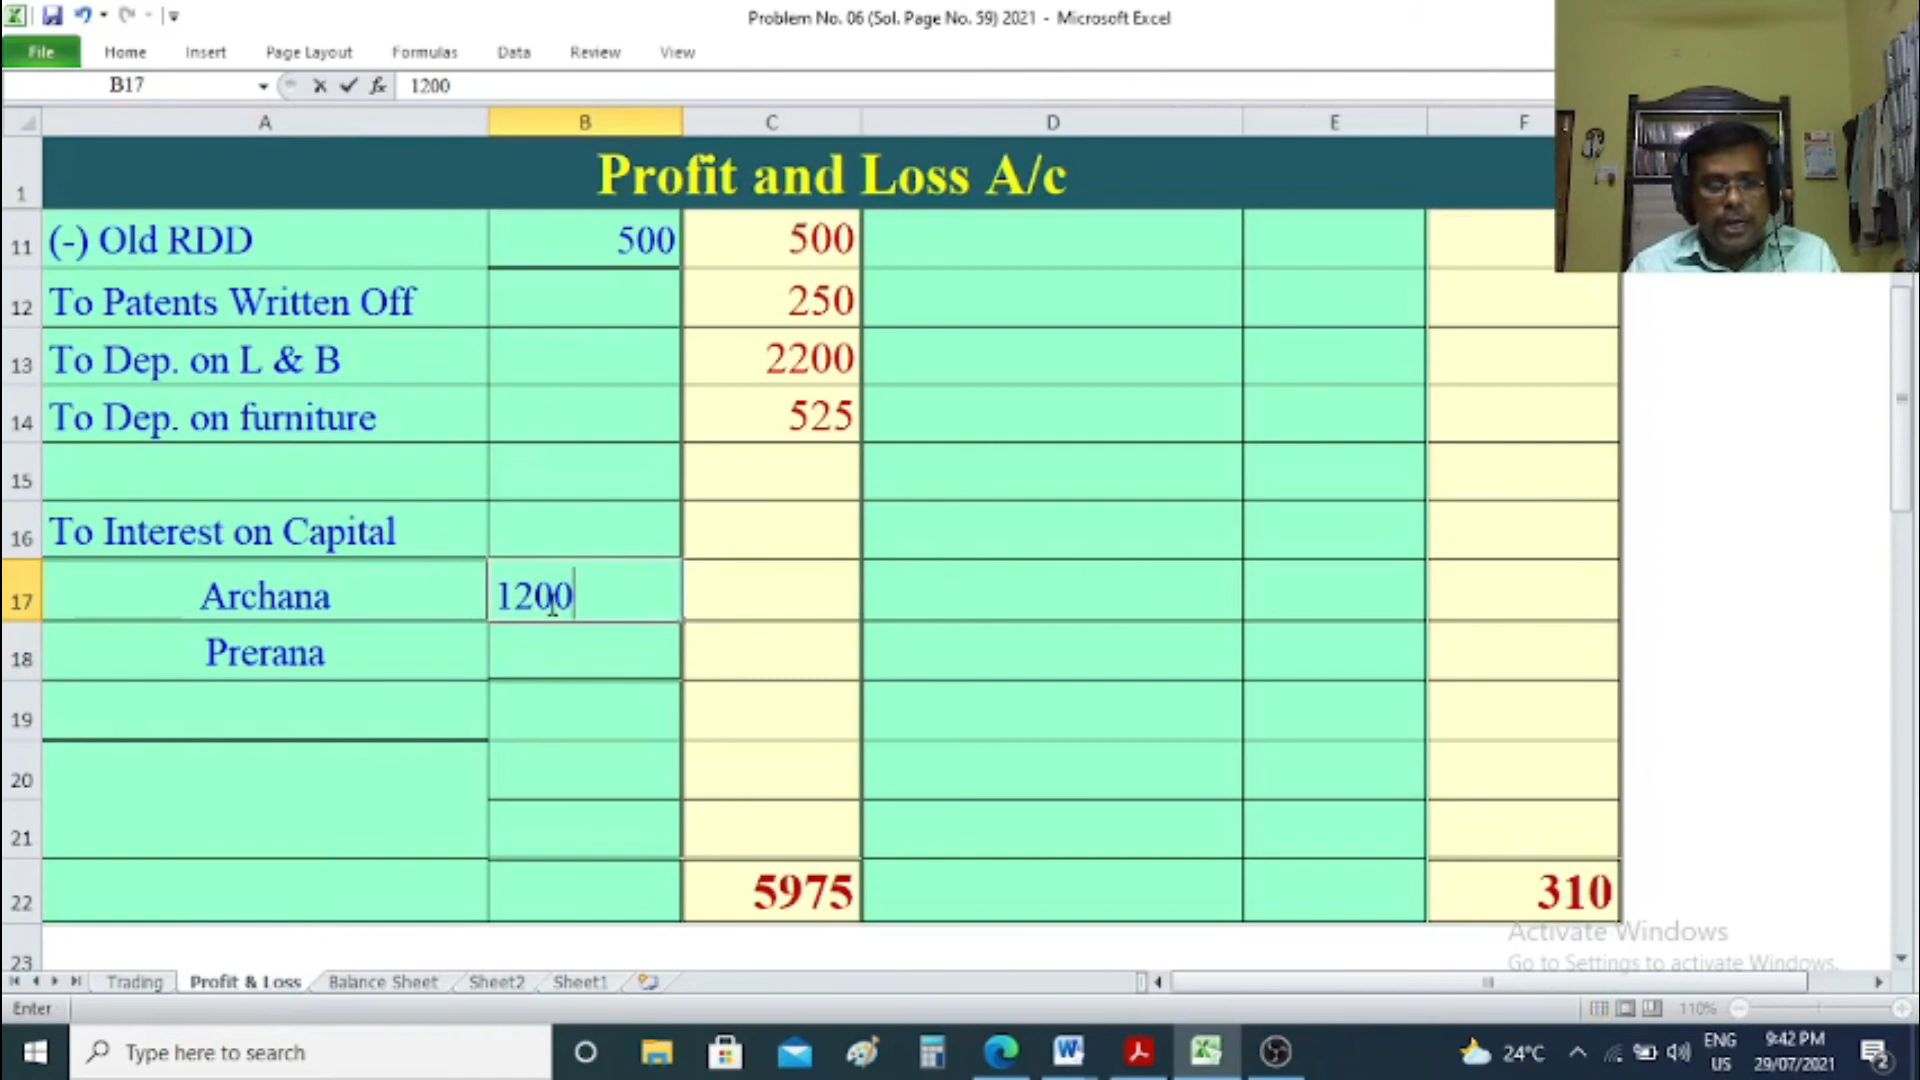 Problem No. 06 (Sol. Page No. 59) 2021 - Microsoft Excel
File Home Insert Page Layout Formulas Data Review View
B17 fx 1200
A B C D E F
1 Profit and Loss A/c
11 (-) Old RDD 500 500
12 To Patents Written Off 250
13 To Dep. on L & B 2200
14 To Dep. on furniture 525
15
16 To Interest on Capital
17 Archana 1200
18 Prerana
19
20
21
22 5975 310
Activate Windows
23
Go to Settings to activate Windows.
Trading Profit & Loss Balance Sheet Sheet2 Sheet1
Enter 110%
Type here to search 24°C ENG US 9:42 PM 29/07/2021 2